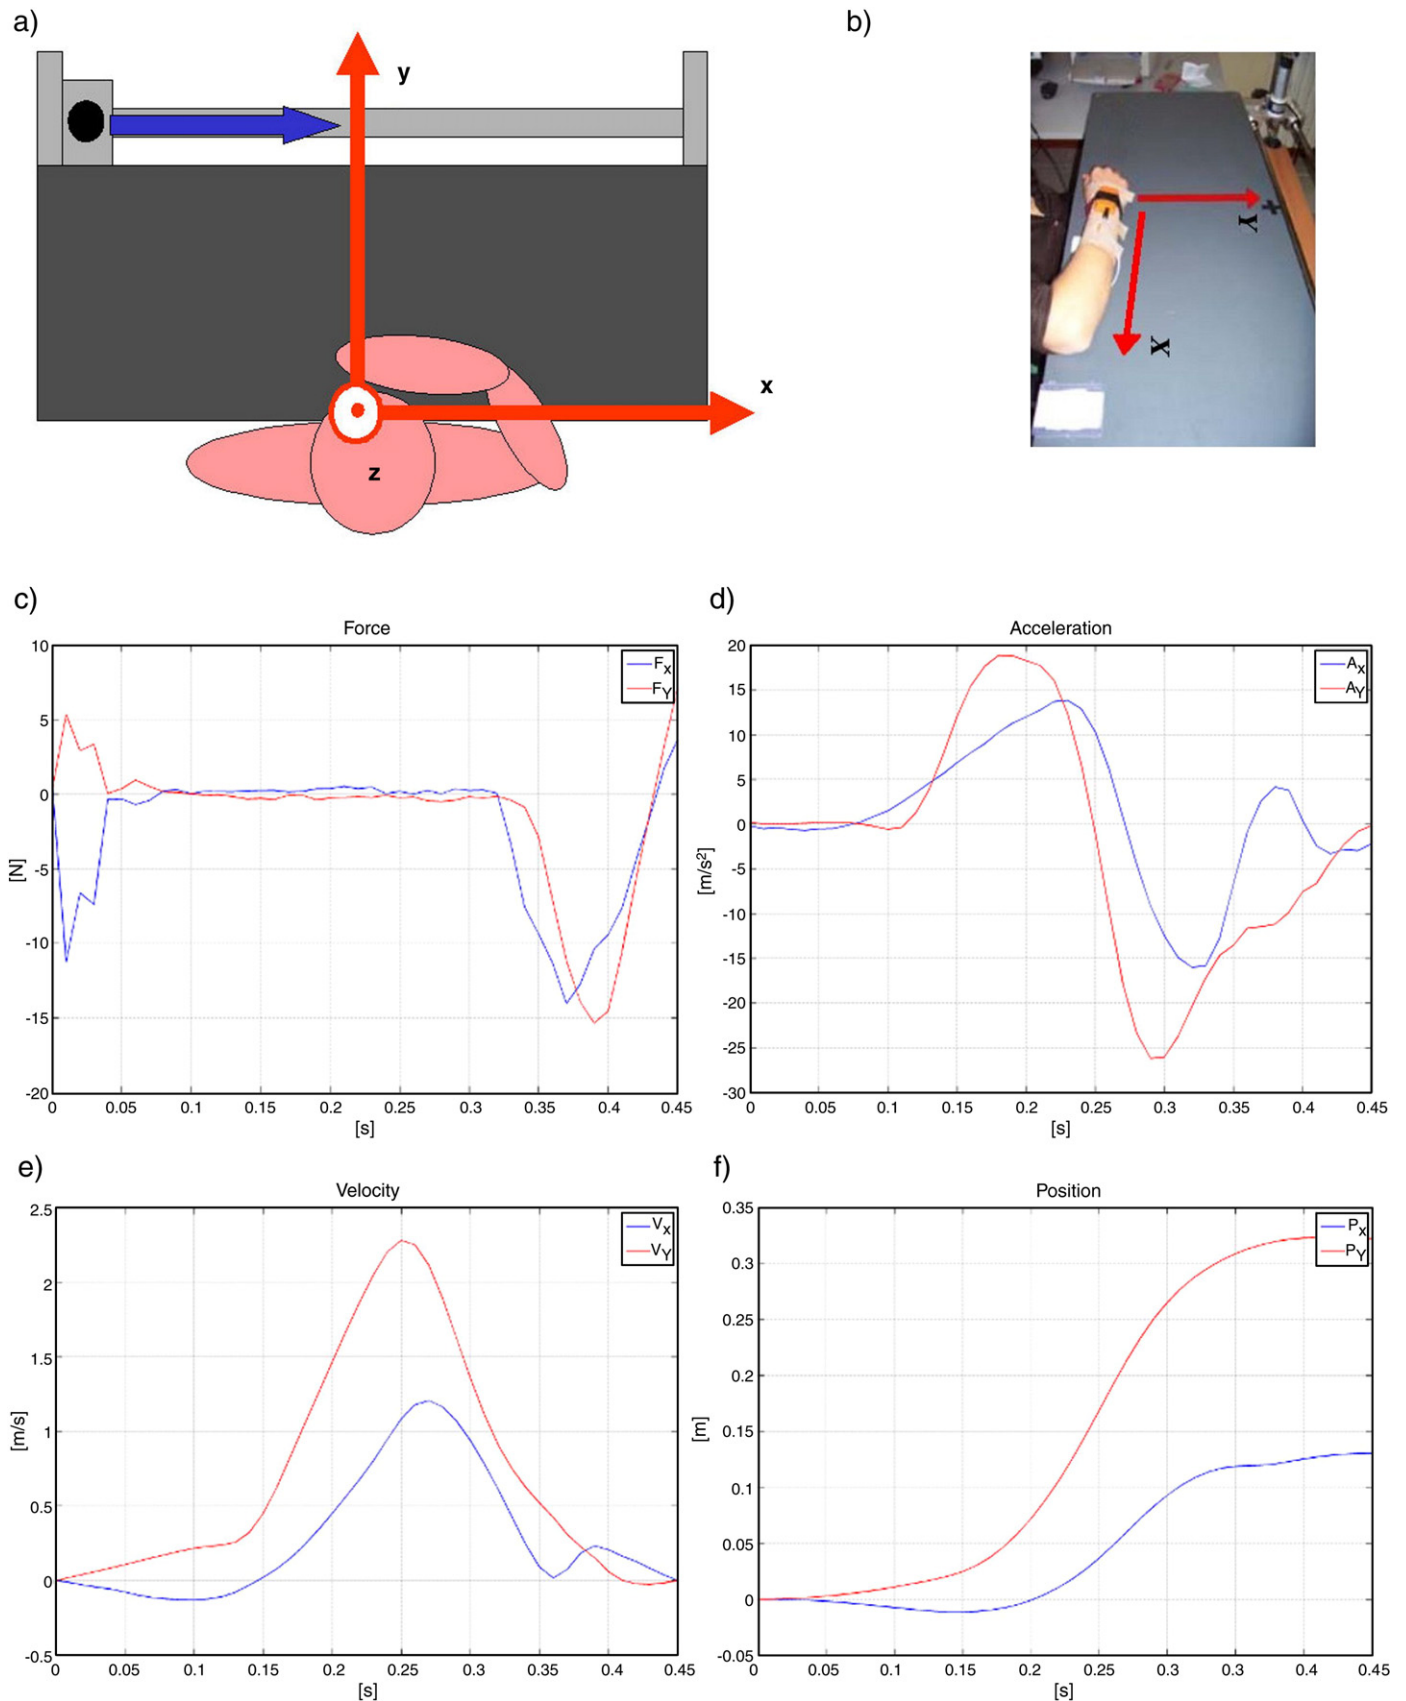 a)
y
x
z
b)
Y
X
c)
Force
10
5
0
-5
-10
-15
-20
[N]
0 0.05 0.1 0.15 0.2 0.25 0.3 0.35 0.4 0.45
[s]
Fx
FY
d)
Acceleration
20
15
10
5
0
-5
-10
-15
-20
-25
-30
[m/s²]
0 0.05 0.1 0.15 0.2 0.25 0.3 0.35 0.4 0.45
[s]
Ax
AY
e)
Velocity
2.5
2
1.5
1
0.5
0
-0.5
[m/s]
0 0.05 0.1 0.15 0.2 0.25 0.3 0.35 0.4 0.45
[s]
Vx
VY
f)
Position
0.35
0.3
0.25
0.2
0.15
0.1
0.05
0
-0.05
[m]
0 0.05 0.1 0.15 0.2 0.25 0.3 0.35 0.4 0.45
[s]
Px
PY